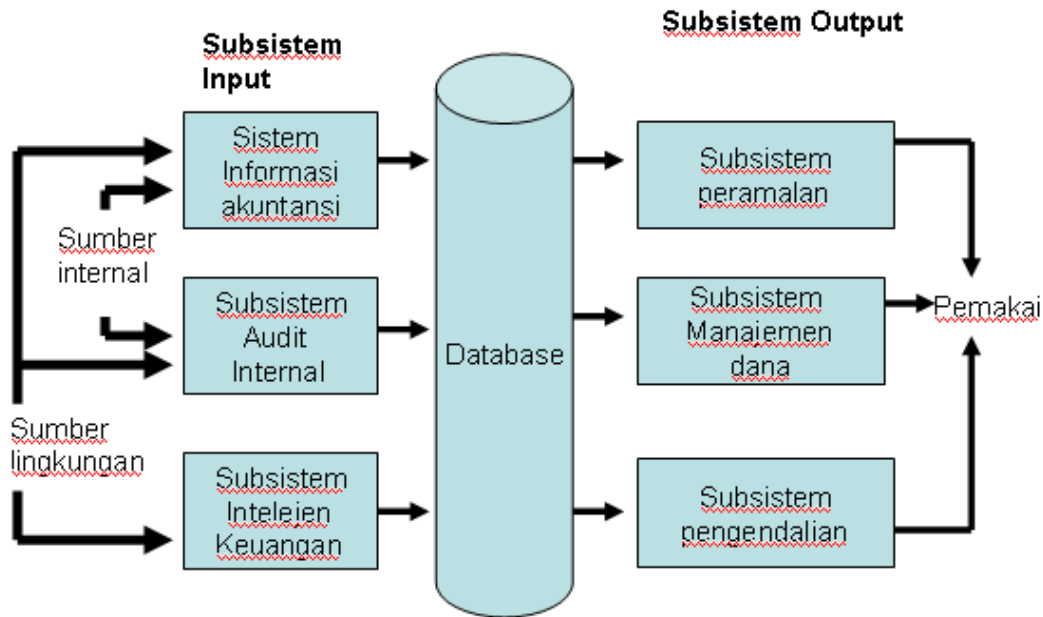 Subsistem
Input
Subsistem Output
Sistem
Informasi
akuntansi
Sumber
internal
Subsistem
Audit
Internal
Sumber
lingkungan
Subsistem
Intelejen
Keuangan
Database
Subsistem
peramalan
Subsistem
Manajemen
dana
Subsistem
pengendalian
Pemakai